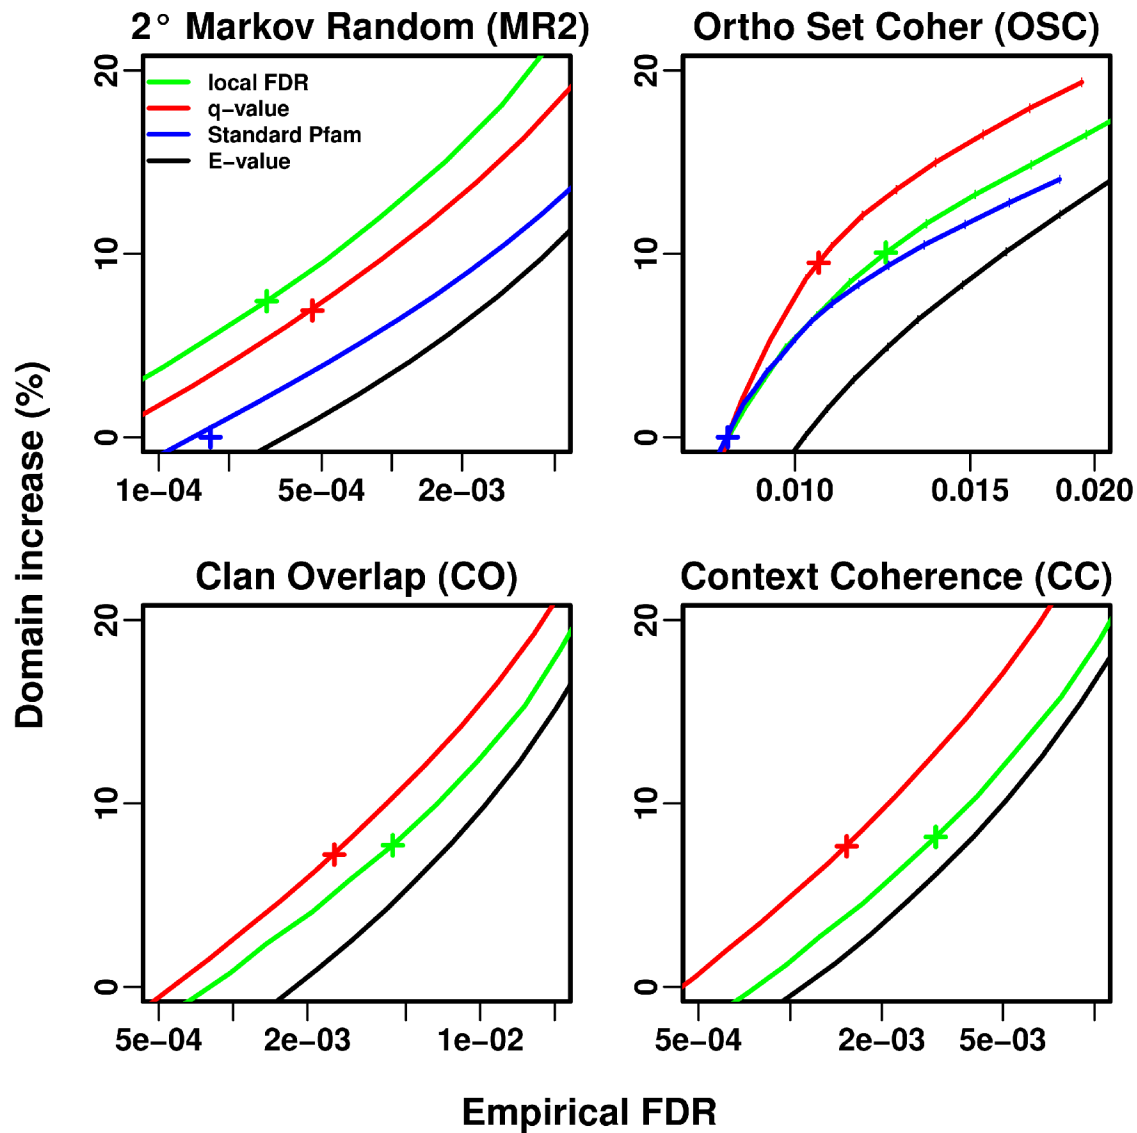 2° Markov Random (MR2)
Ortho Set Coher (OSC)
20
10
0
local FDR
q−value
Standard Pfam
E−value
1e−04
5e−04
2e−03
20
10
0
0.010
0.015
0.020
Domain increase (%)
Clan Overlap (CO)
Context Coherence (CC)
20
10
0
5e−04
2e−03
1e−02
20
10
0
5e−04
2e−03
5e−03
Empirical FDR